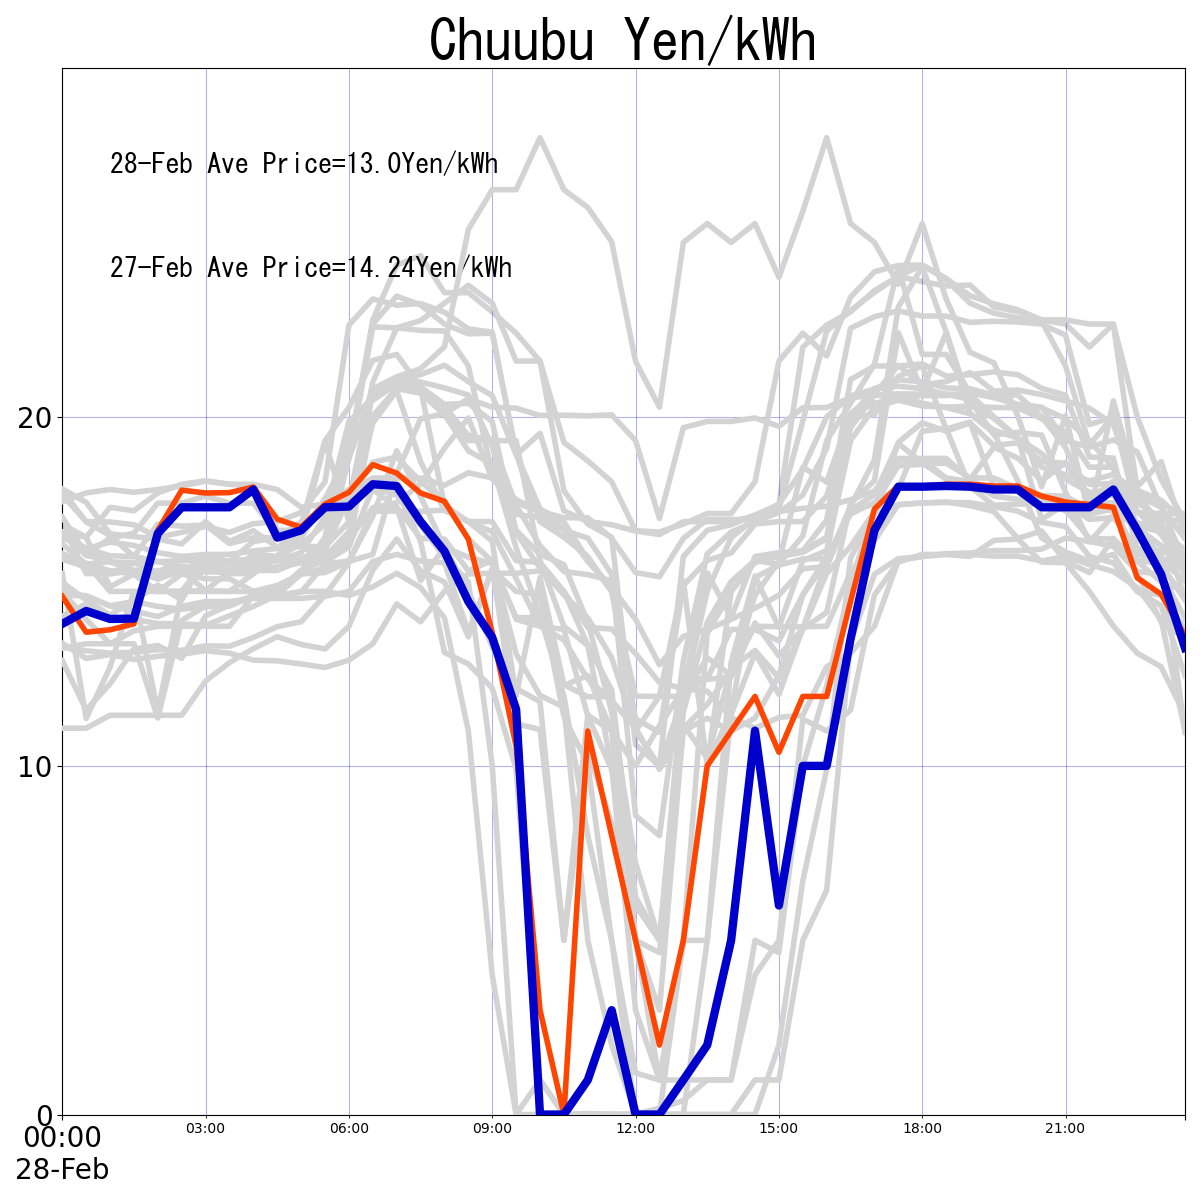 Chuubu Yen/kWh
28-Feb Ave Price=13.0Yen/kWh
27-Feb Ave Price=14.24Yen/kWh
20
10
0
00:00 03:00 06:00 09:00 12:00 15:00 18:00 21:00
28-Feb